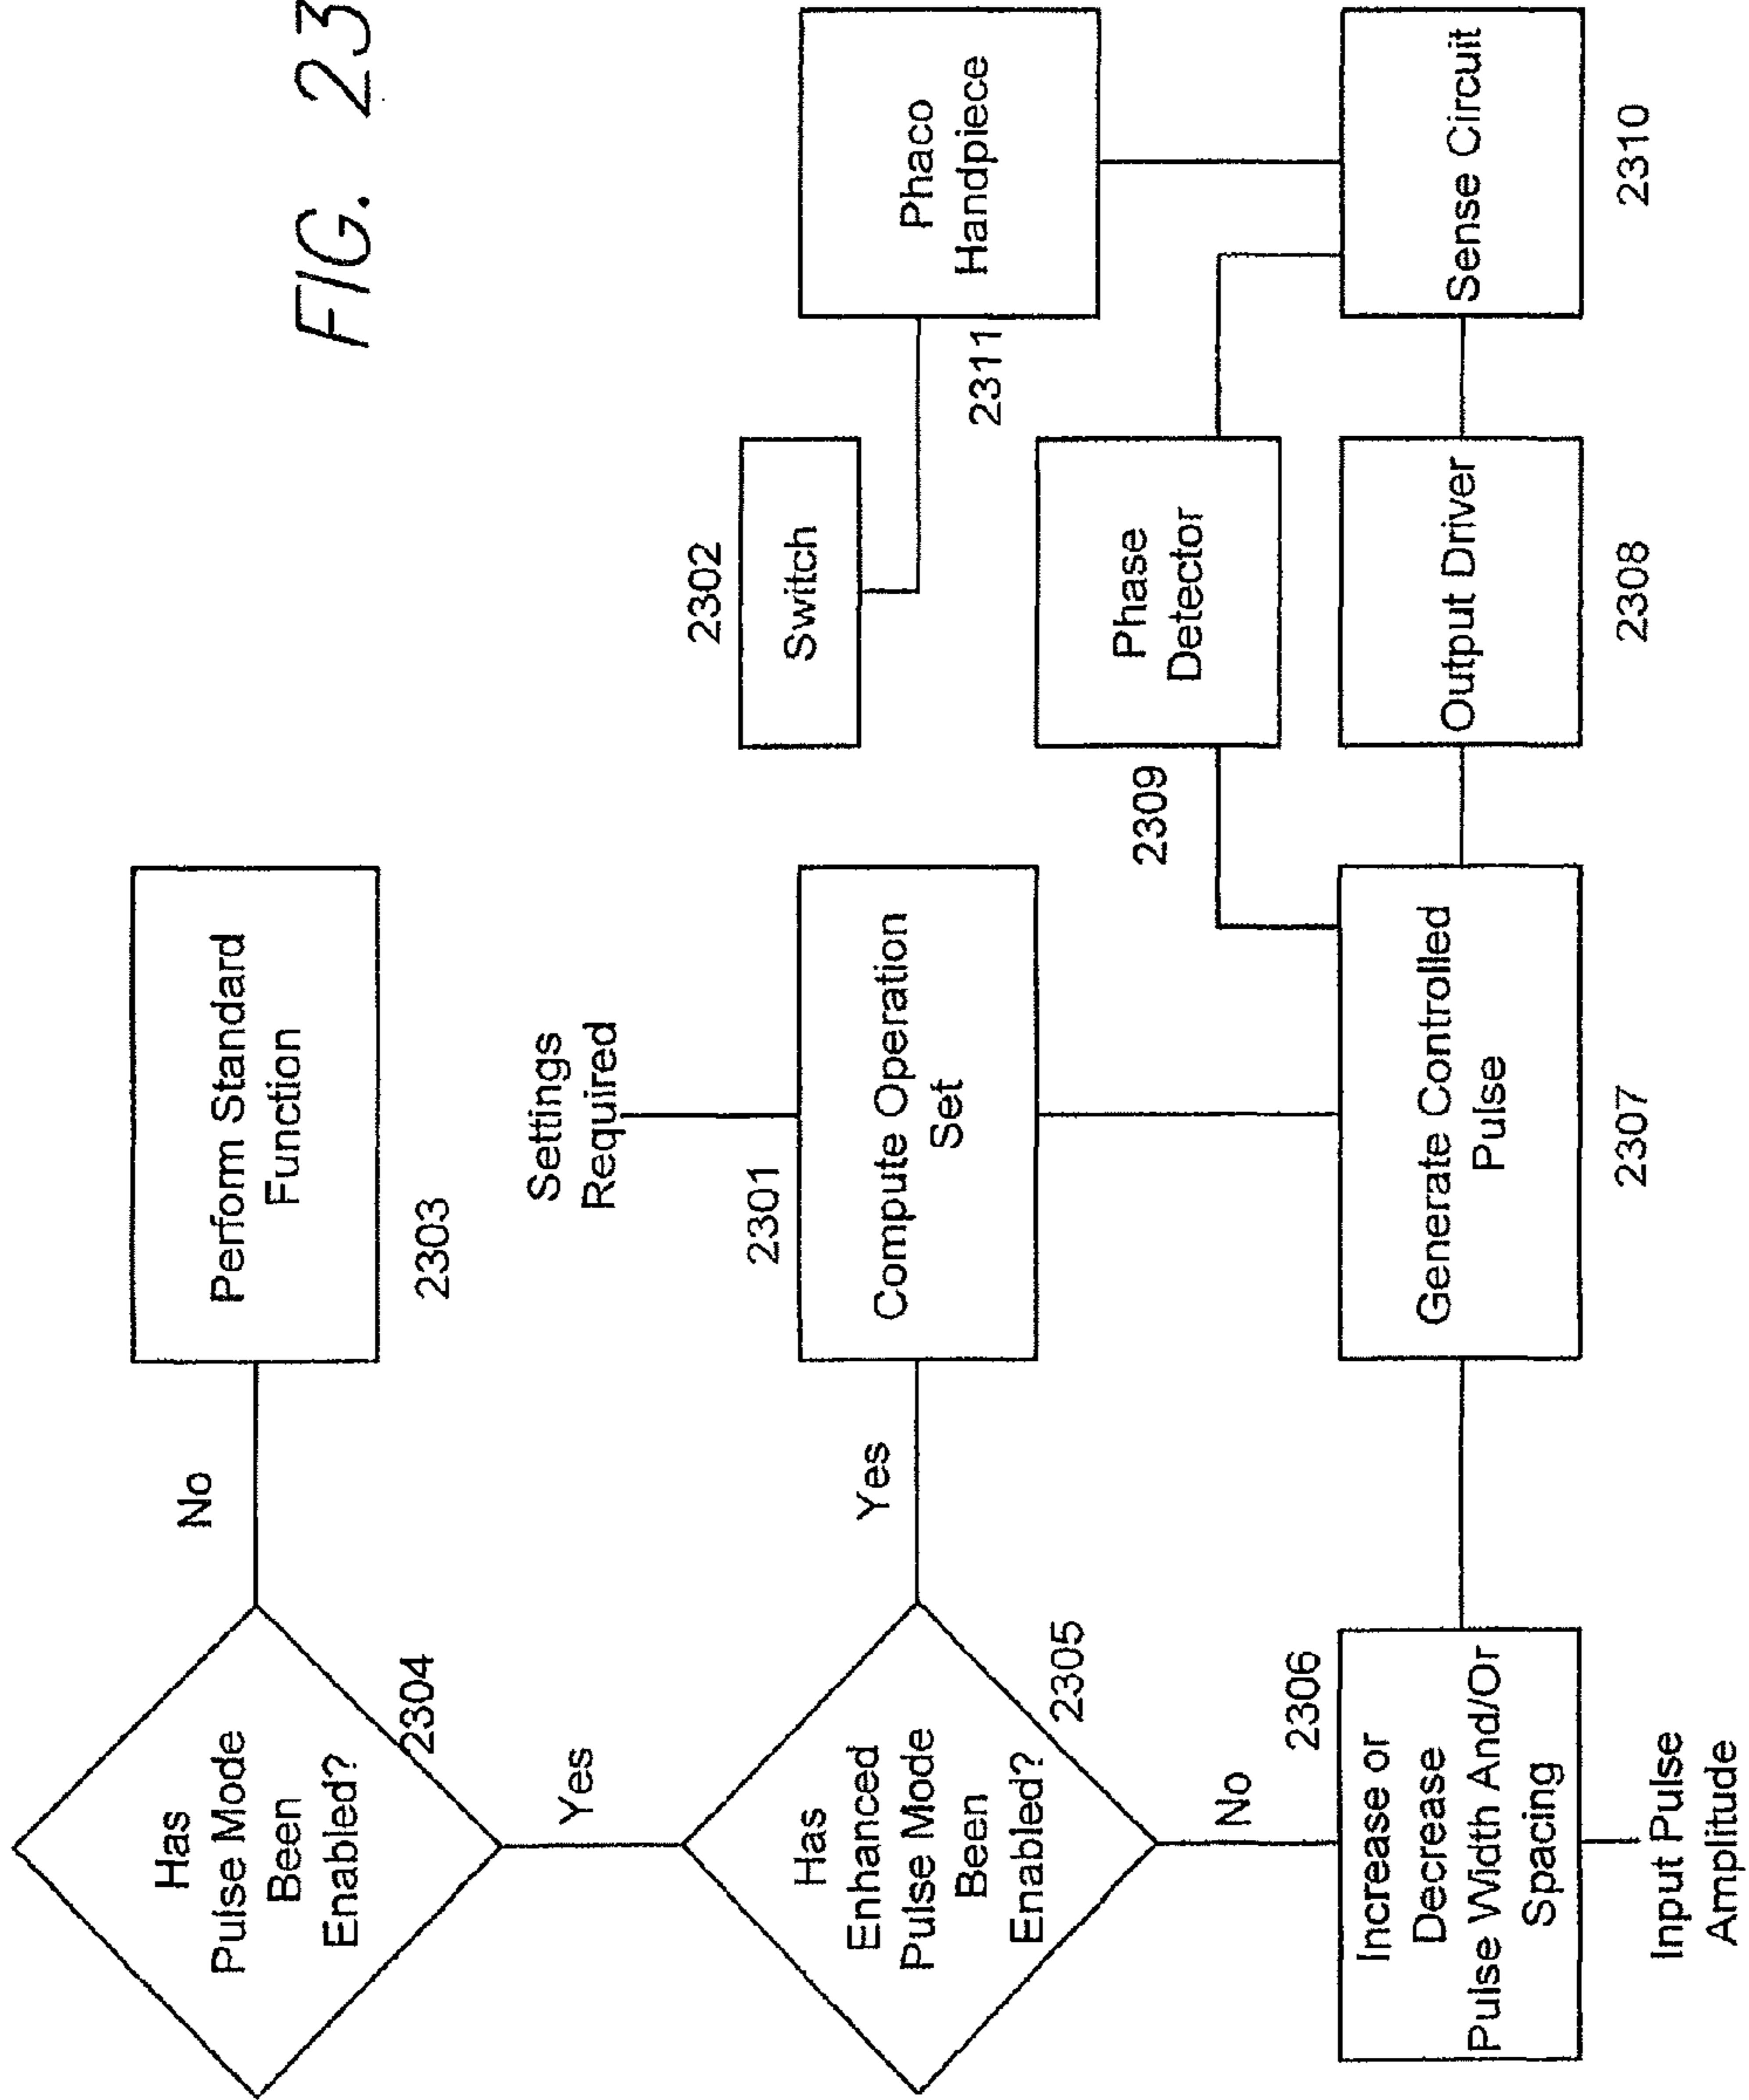 FIG. 23
Has
Pulse Mode
Been
Enabled?
2304
No
Perform Standard
Function
2303
Yes
Settings
Required
2302
Switch
Has
Enhanced
Pulse Mode
Been
Enabled?
2305
Yes
2301
Compute Operation
Set
2311
Phaco
Handpiece
2309
Phase
Detector
No
2306
Increase or
Decrease
Pulse Width And/Or
Spacing
Input Pulse
Amplitude
Generate Controlled
Pulse
2307
Output Driver
2308
Sense Circuit
2310